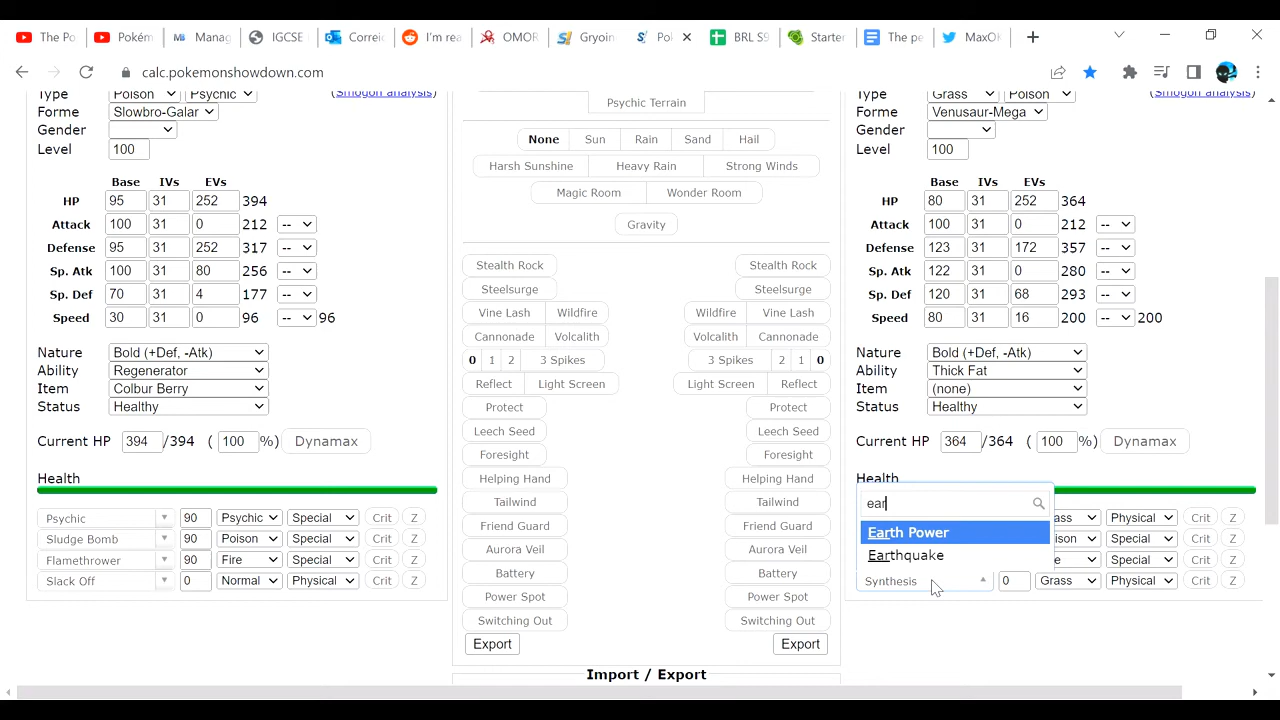 The Po
Pokém
Manag
IGCSE
Correi
I'm rea
OMOR
Gryoin
Pok
BRL S9
Starter
The pe
MaxOK
calc.pokemonshowdown.com
Type Poison Psychic (Smogon analysis)
Forme Slowbro-Galar
Gender
Level 100
Base IVs EVs
HP 95 31 252 394
Attack 100 31 0 212 --
Defense 95 31 252 317 --
Sp. Atk 100 31 80 256 --
Sp. Def 70 31 4 177 --
Speed 30 31 0 96 -- 96
Nature Bold (+Def, -Atk)
Ability Regenerator
Item Colbur Berry
Status Healthy
Current HP 394 /394 ( 100 %) Dynamax
Health
Psychic 90 Psychic Special Crit Z
Sludge Bomb 90 Poison Special Crit Z
Flamethrower 90 Fire Special Crit Z
Slack Off 0 Normal Physical Crit Z
Psychic Terrain
None Sun Rain Sand Hail
Harsh Sunshine Heavy Rain Strong Winds
Magic Room Wonder Room
Gravity
Stealth Rock Stealth Rock
Steelsurge Steelsurge
Vine Lash Wildfire Wildfire Vine Lash
Cannonade Volcalith Volcalith Cannonade
0 1 2 3 Spikes 3 Spikes 2 1 0
Reflect Light Screen Light Screen Reflect
Protect Protect
Leech Seed Leech Seed
Foresight Foresight
Helping Hand Helping Hand
Tailwind Tailwind
Friend Guard Friend Guard
Aurora Veil Aurora Veil
Battery Battery
Power Spot Power Spot
Switching Out Switching Out
Export Export
Import / Export
Type Grass Poison (Smogon analysis)
Forme Venusaur-Mega
Gender
Level 100
Base IVs EVs
HP 80 31 252 364
Attack 100 31 0 212 --
Defense 123 31 172 357 --
Sp. Atk 122 31 0 280 --
Sp. Def 120 31 68 293 --
Speed 80 31 16 200 -- 200
Nature Bold (+Def, -Atk)
Ability Thick Fat
Item (none)
Status Healthy
Current HP 364 /364 ( 100 %) Dynamax
Health
ear
ass Physical Crit Z
Earth Power
ison Special Crit Z
Earthquake
e Special Crit Z
Synthesis 0 Grass Physical Crit Z